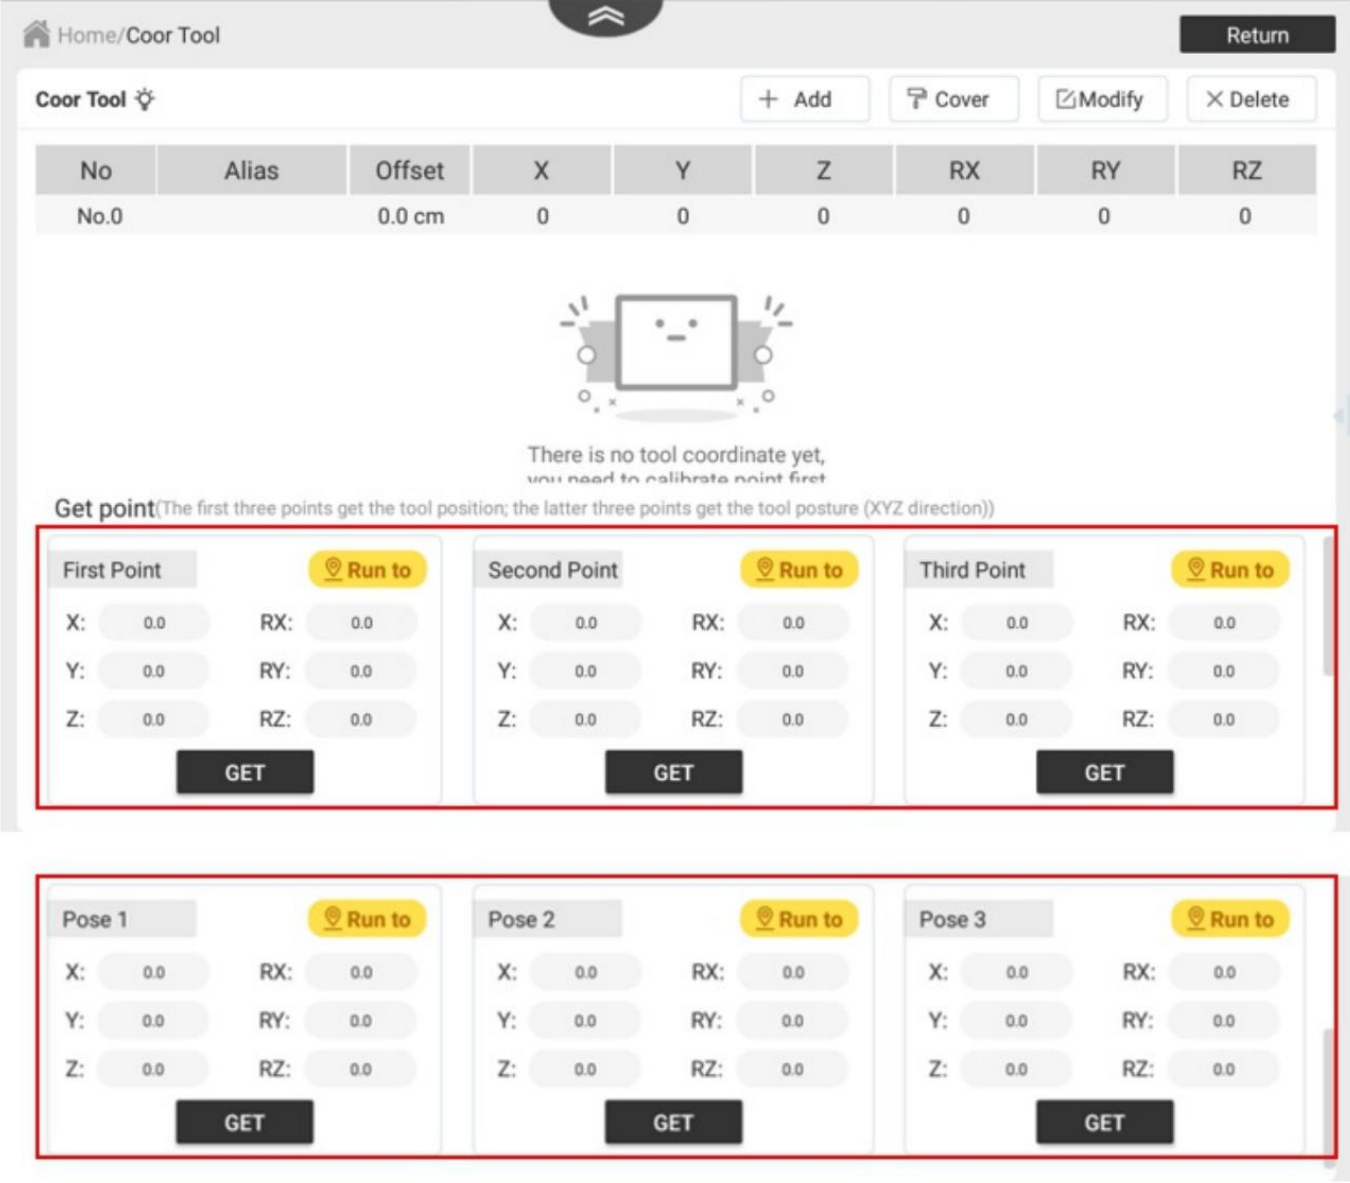 Home/Coor Tool
Return
Coor Tool
+ Add
Cover
Modify
Delete
No Alias Offset X Y Z RX RY RZ
No.0 0.0 cm 0 0 0 0 0 0
There is no tool coordinate yet,
you need to calibrate point first
Get point(The first three points get the tool position; the latter three points get the tool posture (XYZ direction))
First Point Run to Second Point Run to Third Point Run to
X: 0.0 RX: 0.0 X: 0.0 RX: 0.0 X: 0.0 RX: 0.0
Y: 0.0 RY: 0.0 Y: 0.0 RY: 0.0 Y: 0.0 RY: 0.0
Z: 0.0 RZ: 0.0 Z: 0.0 RZ: 0.0 Z: 0.0 RZ: 0.0
GET GET GET
Pose 1 Run to Pose 2 Run to Pose 3 Run to
X: 0.0 RX: 0.0 X: 0.0 RX: 0.0 X: 0.0 RX: 0.0
Y: 0.0 RY: 0.0 Y: 0.0 RY: 0.0 Y: 0.0 RY: 0.0
Z: 0.0 RZ: 0.0 Z: 0.0 RZ: 0.0 Z: 0.0 RZ: 0.0
GET GET GET